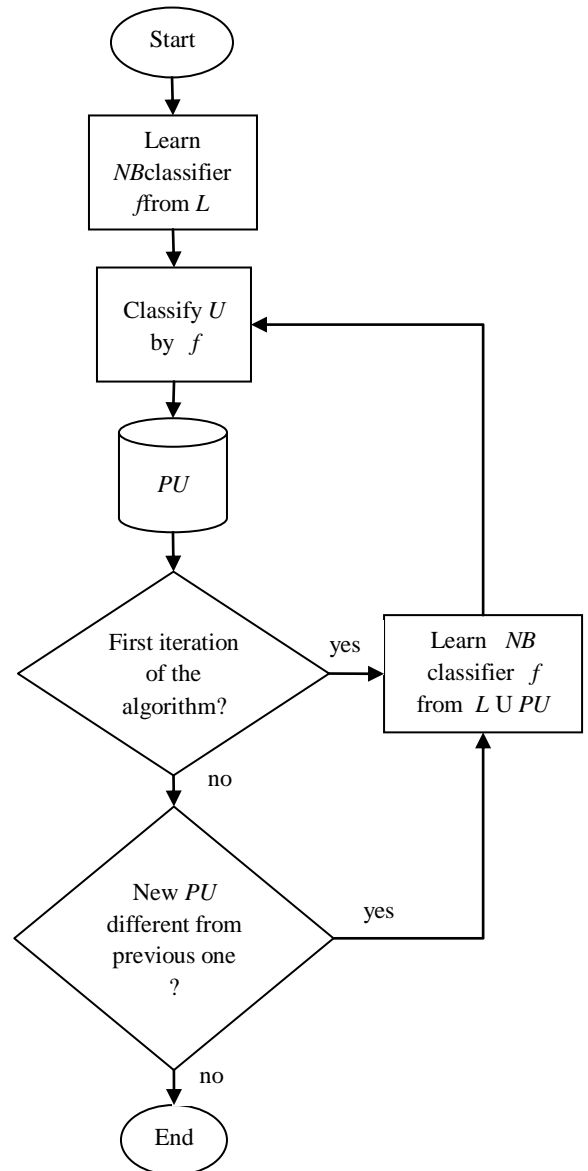 Start
Learn
NBclassifier
ffrom L
Classify U
by f
PU
First iteration
of the
algorithm?
yes
Learn NB
classifier f
from L U PU
no
New PU
different from
previous one
?
yes
no
End